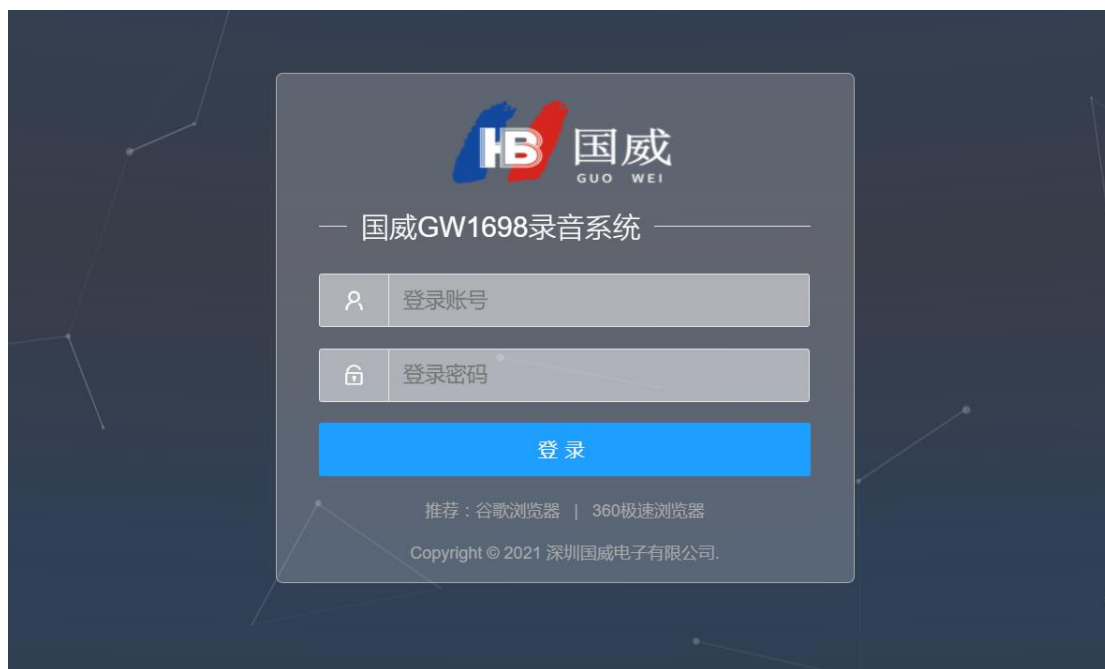 HB 国威
GUO WEI
国威GW1698录音系统
登录账号
登录密码
登 录
推荐：谷歌浏览器 | 360极速浏览器
Copyright © 2021 深圳国威电子有限公司.